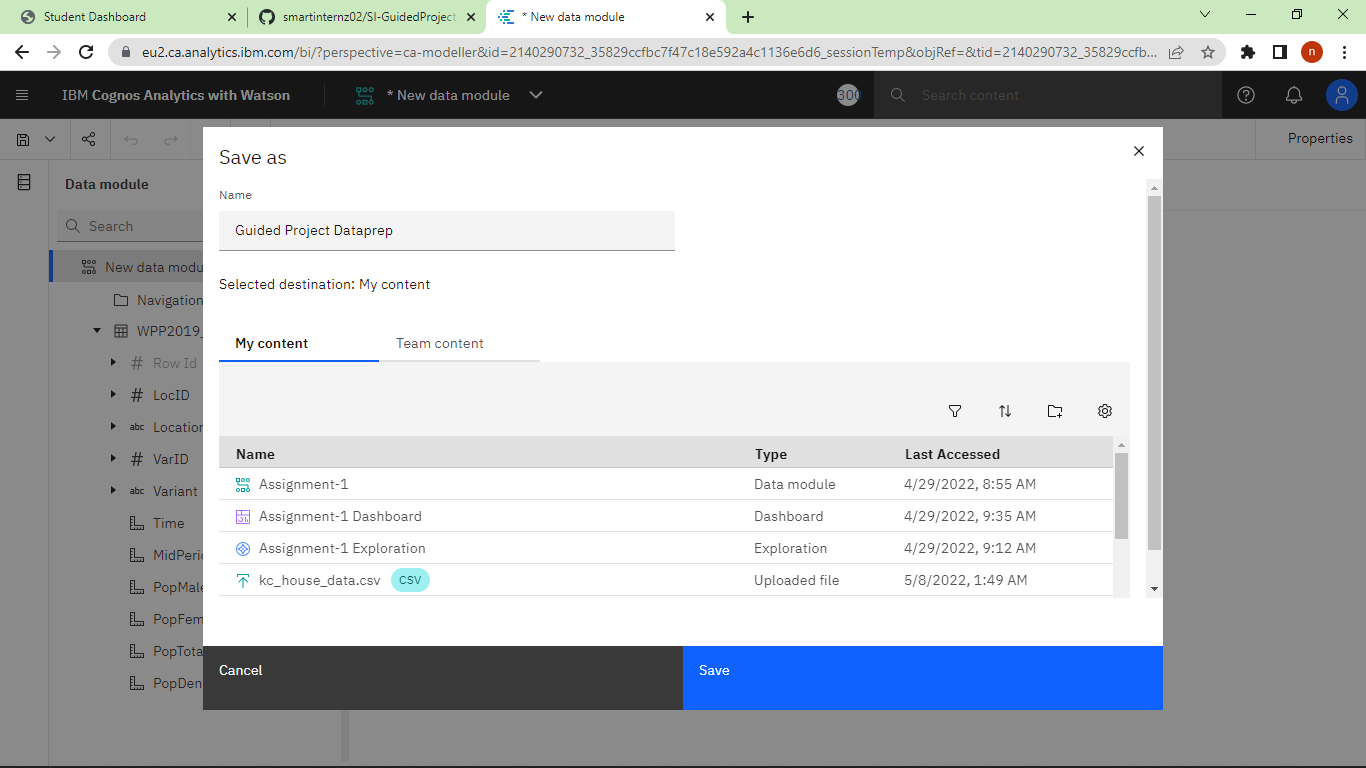 Student Dashboard
smartinternz02/SI-GuidedProject
* New data module
eu2.ca.analytics.ibm.com/bi/?perspective=ca-modeller&id=2140290732_35829ccfbc7f47c18e592a4c1136e6d6_sessionTemp&objRef=&tid=2140290732_35829ccfb...
n
IBM Cognos Analytics with Watson
* New data module
300
Search content
Properties
Data module
Search
New data modu
Navigation
WPP2019_
Row Id
LocID
abc Location
VarID
abc Variant
Time
MidPerio
PopMale
PopFem
PopTota
PopDen
Save as
Name
Guided Project Dataprep
Selected destination: My content
My content
Team content
Name Type Last Accessed
Assignment-1 Data module 4/29/2022, 8:55 AM
Assignment-1 Dashboard Dashboard 4/29/2022, 9:35 AM
Assignment-1 Exploration Exploration 4/29/2022, 9:12 AM
kc_house_data.csv CSV Uploaded file 5/8/2022, 1:49 AM
Cancel
Save